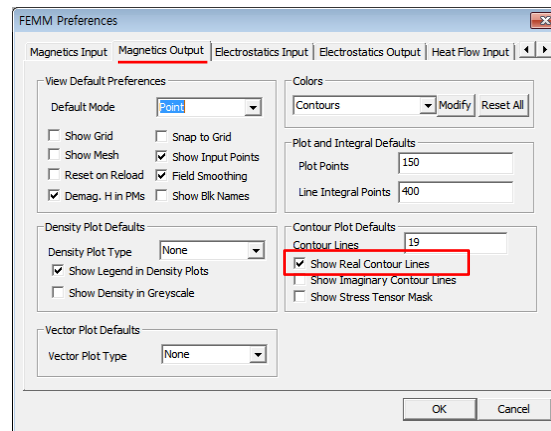 FEMM Preferences
Magnetics Input Magnetics Output Electrostatics Input Electrostatics Output Heat Flow Input
View Default Preferences
Default Mode Point
Show Grid Snap to Grid
Show Mesh Show Input Points
Reset on Reload Field Smoothing
Demag. H in PMs Show Blk Names
Colors
Contours Modify Reset All
Plot and Integral Defaults
Plot Points 150
Line Integral Points 400
Density Plot Defaults
Density Plot Type None
Show Legend in Density Plots
Show Density in Greyscale
Contour Plot Defaults
Contour Lines 19
Show Real Contour Lines
Show Imaginary Contour Lines
Show Stress Tensor Mask
Vector Plot Defaults
Vector Plot Type None
OK Cancel